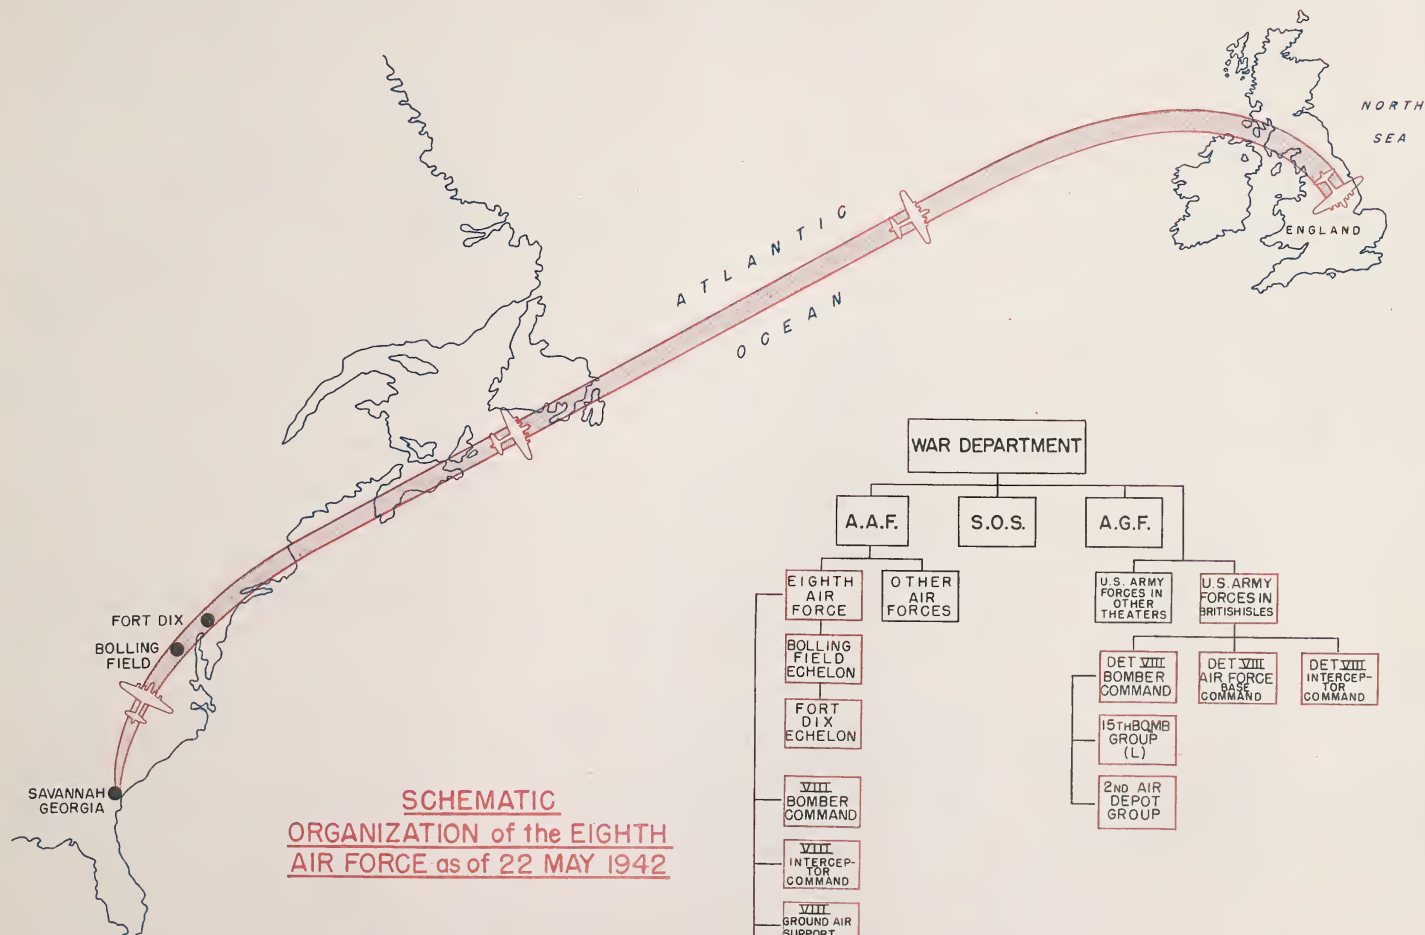 NORTH
SEA
ATLANTIC
OCEAN
ENGLAND
FORT DIX
BOLLING
FIELD
SAVANNAH
GEORGIA
SCHEMATIC
ORGANIZATION of the EIGHTH
AIR FORCE as of 22 MAY 1942
WAR DEPARTMENT
A.A.F.
S.O.S.
A.G.F.
EIGHTH
AIR
FORCE
OTHER
AIR
FORCES
U.S. ARMY
FORCES IN
OTHER
THEATERS
U.S. ARMY
FORCES IN
BRITISH ISLES
BOLLING
FIELD
ECHELON
FORT
DIX
ECHELON
VIII
BOMBER
COMMAND
VIII
INTERCEP-
TOR
COMMAND
VIII
GROUND AIR
SUPPORT
DET VIII
BOMBER
COMMAND
DET VIII
AIR FORCE
BASE
COMMAND
DET VIII
INTERCEP-
TOR
COMMAND
15TH BOMB
GROUP
(L)
2ND AIR
DEPOT
GROUP